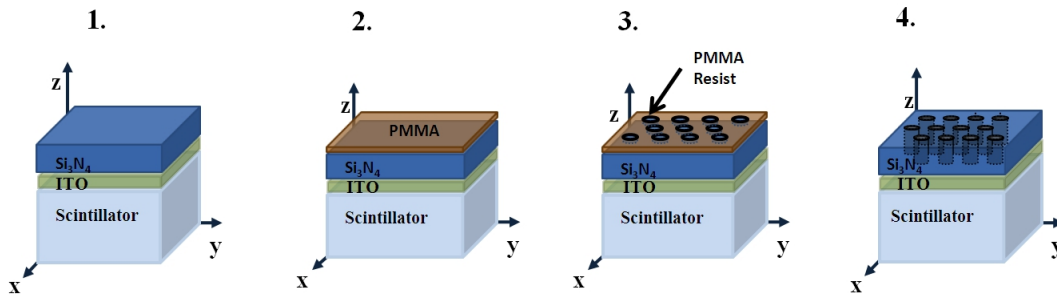 1.
z
Si₃N₄
ITO
Scintillator
y
x
2.
z
PMMA
Si₃N₄
ITO
Scintillator
y
x
3.
PMMA
Resist
z
Si₃N₄
ITO
Scintillator
y
x
4.
z
Si₃N₄
ITO
Scintillator
y
x